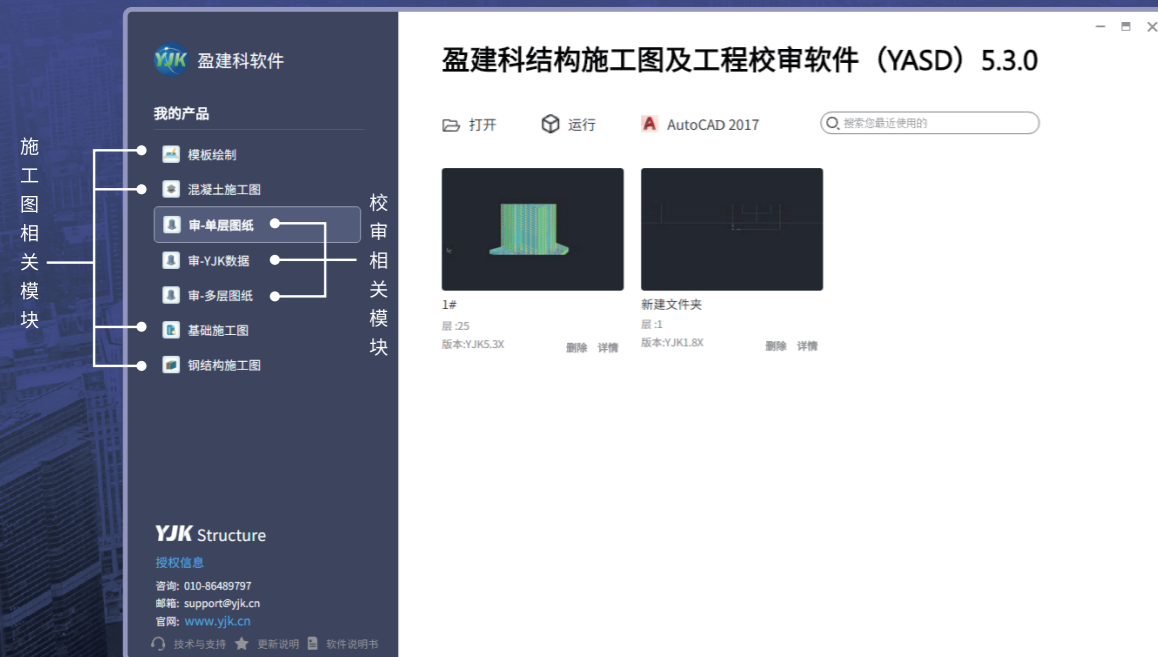 施工图相关模块
YJK 盈建科软件
我的产品
模板绘制
混凝土施工图
审-单层图纸
审-YJK数据
审-多层图纸
基础施工图
钢结构施工图
校审相关模块
YJK Structure
授权信息
咨询: 010-86489797
邮箱: support@yjk.cn
官网: www.yjk.cn
技术与支持 更新说明 软件说明书
盈建科结构施工图及工程校审软件（YASD）5.3.0
打开 运行 A AutoCAD 2017 搜索您最近使用的
1#
层:25
版本:YJK5.3X 删除 详情
新建文件夹
层:1
版本:YJK1.8X 删除 详情